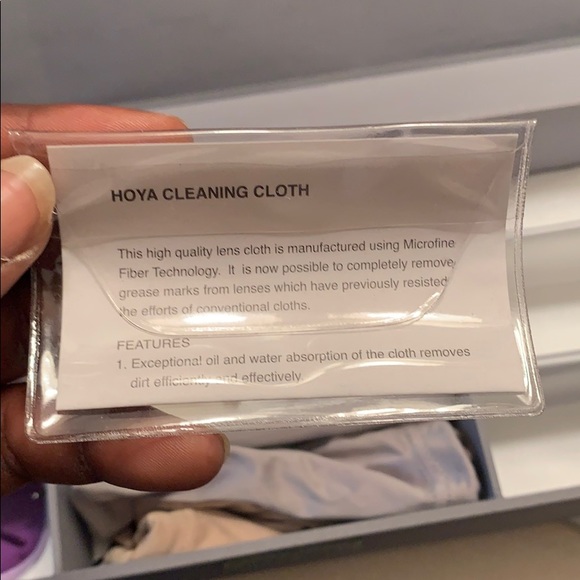 HOYA CLEANING CLOTH
This high quality lens cloth is manufactured using Microfine
Fiber Technology. It is now possible to completely remove
grease marks from lenses which have previously resisted
the efforts of conventional cloths.
FEATURES
1. Exceptional oil and water absorption of the cloth removes
dirt efficiently and effectively.